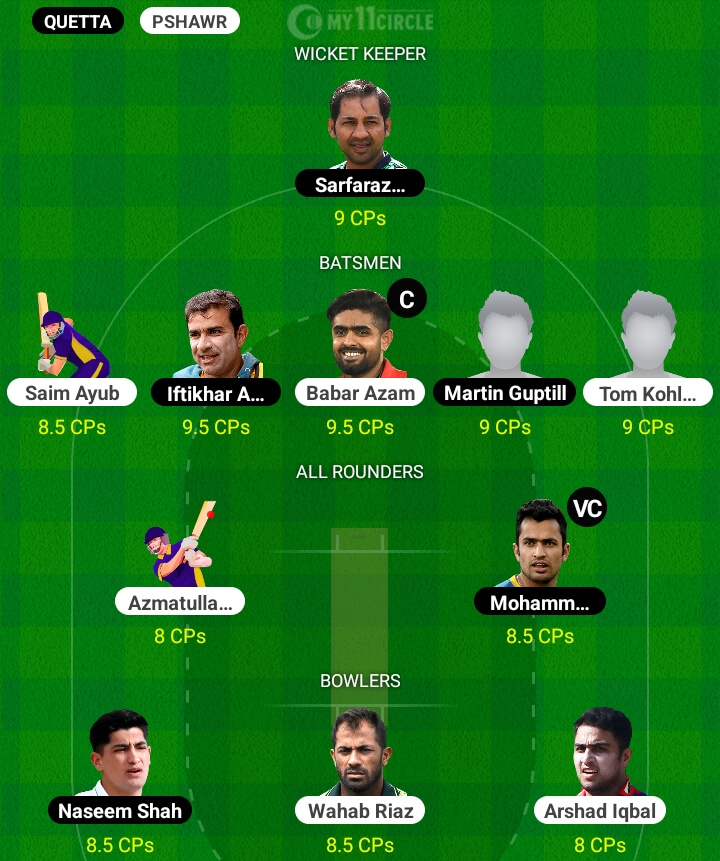 QUETTA PSHAWR MY11CIRCLE
WICKET KEEPER
Sarfaraz...
9 CPs
BATSMEN
C
Saim Ayub Iftikhar A... Babar Azam Martin Guptill Tom Kohl...
8.5 CPs 9.5 CPs 9.5 CPs 9 CPs 9 CPs
ALL ROUNDERS
VC
Azmatulla... Mohamm...
8 CPs 8.5 CPs
BOWLERS
Naseem Shah Wahab Riaz Arshad Iqbal
8.5 CPs 8.5 CPs 8 CPs